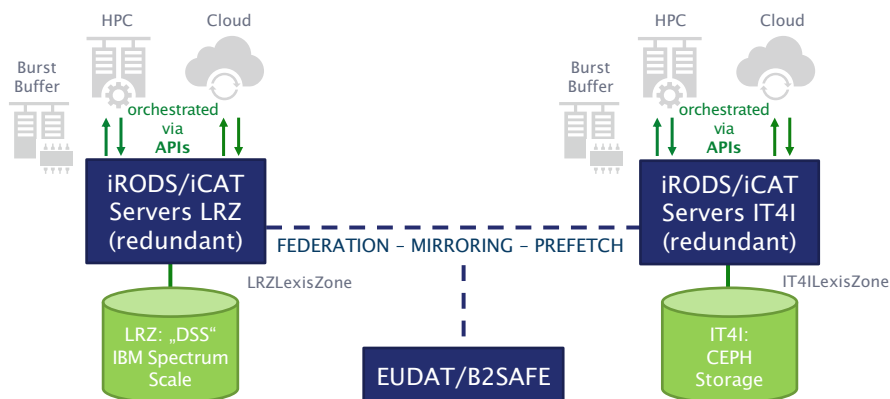 HPC
Cloud
Burst
Buffer
orchestrated
via
APIs
iRODS/iCAT
Servers LRZ
(redundant)
LRZLexisZone
LRZ: „DSS“
IBM Spectrum
Scale
FEDERATION – MIRRORING – PREFETCH
EUDAT/B2SAFE
HPC
Cloud
Burst
Buffer
orchestrated
via
APIs
iRODS/iCAT
Servers IT4I
(redundant)
IT4ILexisZone
IT4I:
CEPH
Storage